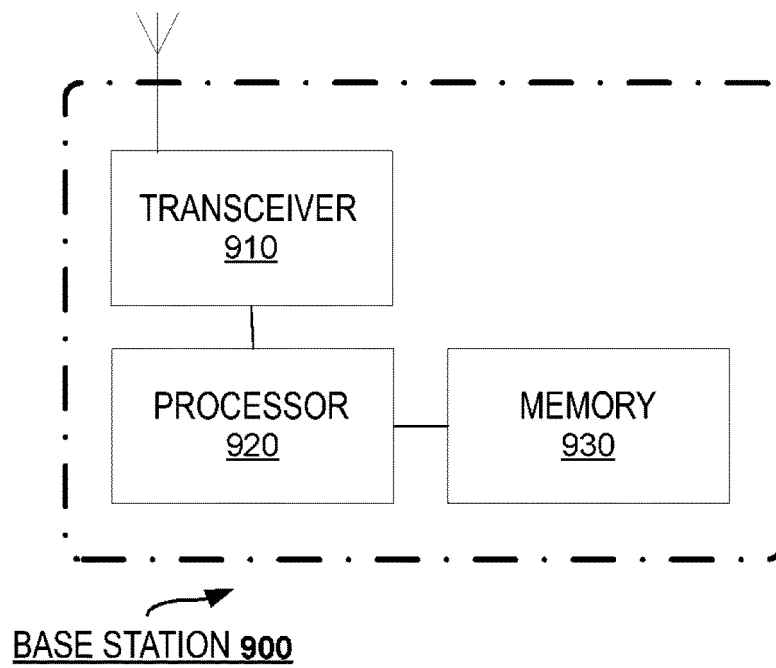 TRANSCEIVER
910
PROCESSOR
920
MEMORY
930
BASE STATION 900